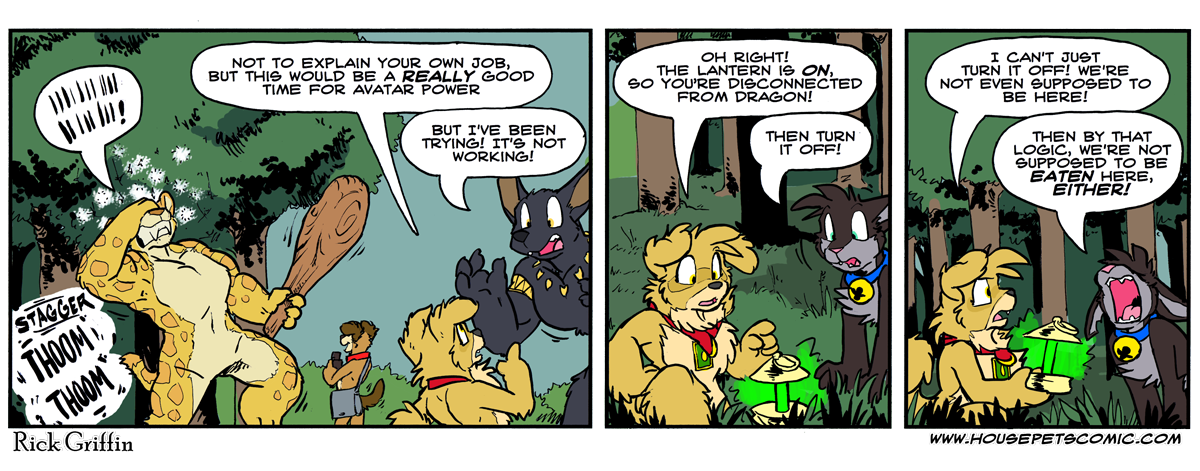 NOT TO EXPLAIN YOUR OWN JOB,
BUT THIS WOULD BE A REALLY GOOD
TIME FOR AVATAR POWER
BUT I'VE BEEN
TRYING! IT'S NOT
WORKING!
STAGGER
THOOM
THOOM
OH RIGHT!
THE LANTERN IS ON,
SO YOU'RE DISCONNECTED
FROM DRAGON!
THEN TURN
IT OFF!
I CAN'T JUST
TURN IT OFF! WE'RE
NOT EVEN SUPPOSED TO
BE HERE!
THEN BY THAT
LOGIC, WE'RE NOT
SUPPOSED TO BE
EATEN HERE,
EITHER!
Rick Griffin
WWW.HOUSEPETSCOMIC.COM